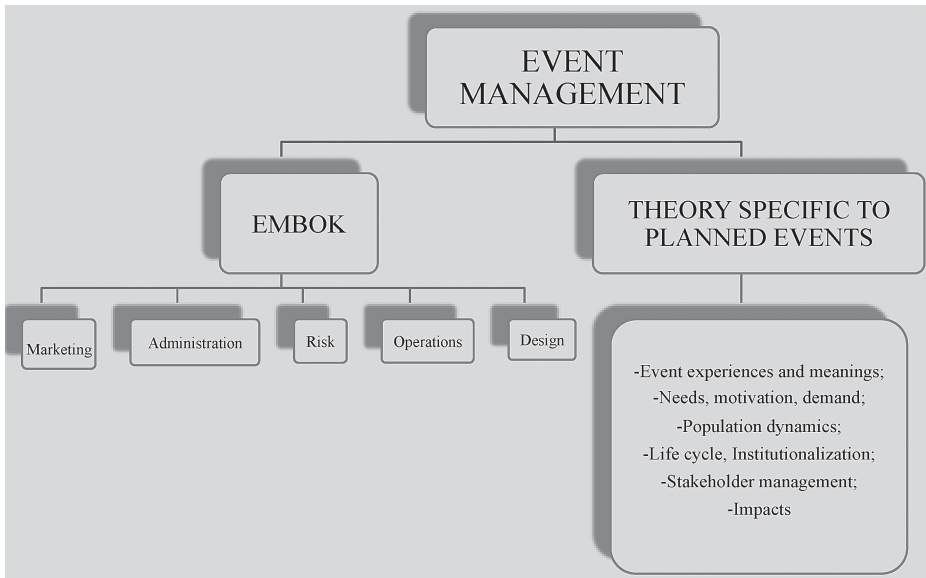 EVENT
MANAGEMENT
EMBOK
THEORY SPECIFIC TO
PLANNED EVENTS
Marketing
Administration
Risk
Operations
Design
-Event experiences and meanings;
-Needs, motivation, demand;
-Population dynamics;
-Life cycle, Institutionalization;
-Stakeholder management;
-Impacts